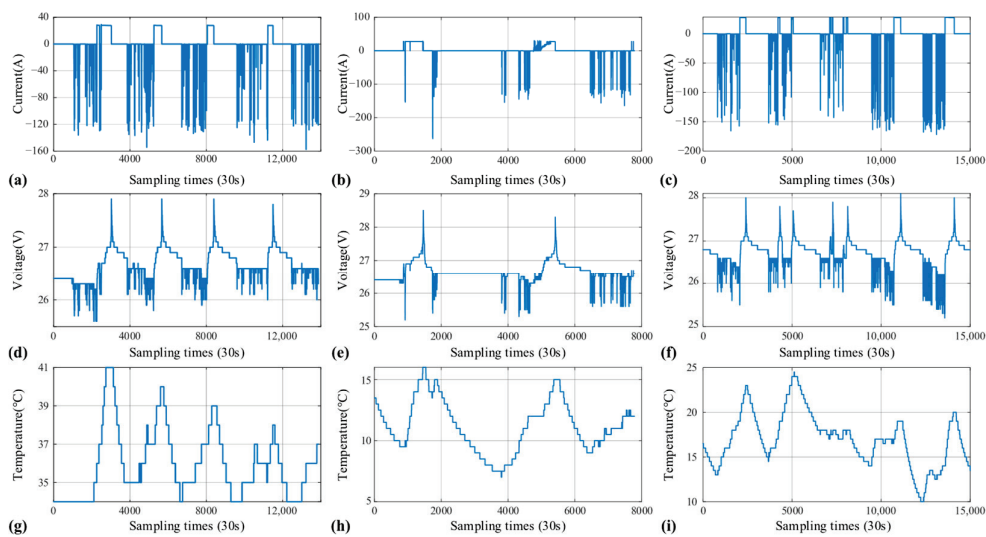 40
0
−40
−80
−120
−160
Current(A)
0
4000
8000
12,000
(a)
Sampling times (30s)
100
0
−100
−200
−300
Current(A)
0
2000
4000
6000
8000
(b)
Sampling times (30s)
0
−50
−100
−150
−200
Current(A)
0
5000
10,000
15,000
(c)
Sampling times (30s)
28
27
26
Voltage(V)
0
4000
8000
12,000
(d)
Sampling times (30s)
29
28
27
26
25
Voltage(V)
0
2000
4000
6000
8000
(e)
Sampling times (30s)
28
27
26
25
Voltage(V)
0
5000
10,000
15,000
(f)
Sampling times (30s)
41
39
37
35
Temperature(℃)
0
4000
8000
12,000
(g)
Sampling times (30s)
15
10
5
Temperature(℃)
0
2000
4000
6000
8000
(h)
Sampling times (30s)
25
20
15
10
Temperature(℃)
0
5000
10,000
15,000
(i)
Sampling times (30s)